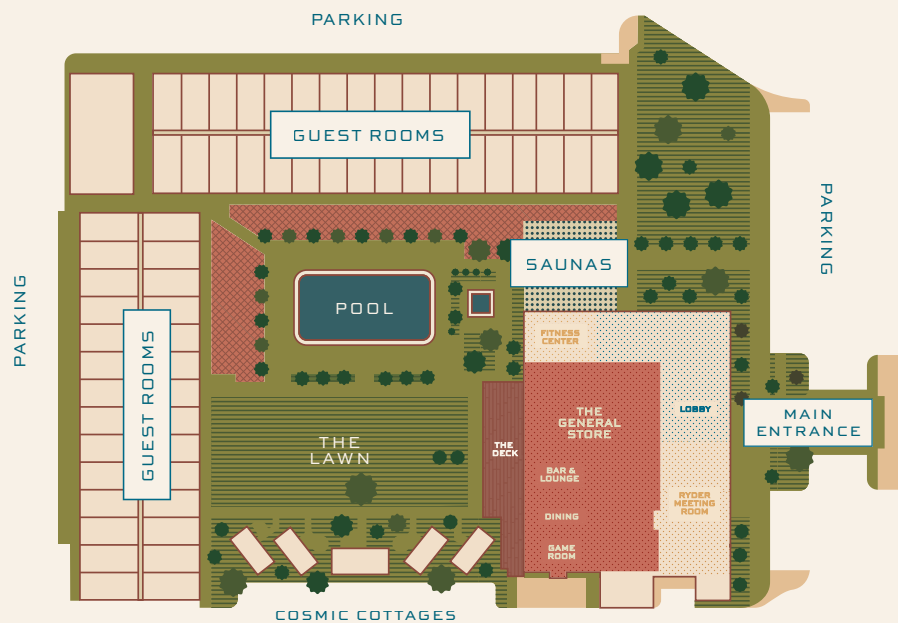 PARKING
GUEST ROOMS
PARKING
SAUNAS
PARKING
POOL
FITNESS
CENTER
GUEST ROOMS
THE
GENERAL
STORE
LOBBY
MAIN
ENTRANCE
THE
LAWN
THE
DECK
BAR &
LOUNGE
RYDER
MEETING
ROOM
DINING
GAME
ROOM
COSMIC COTTAGES